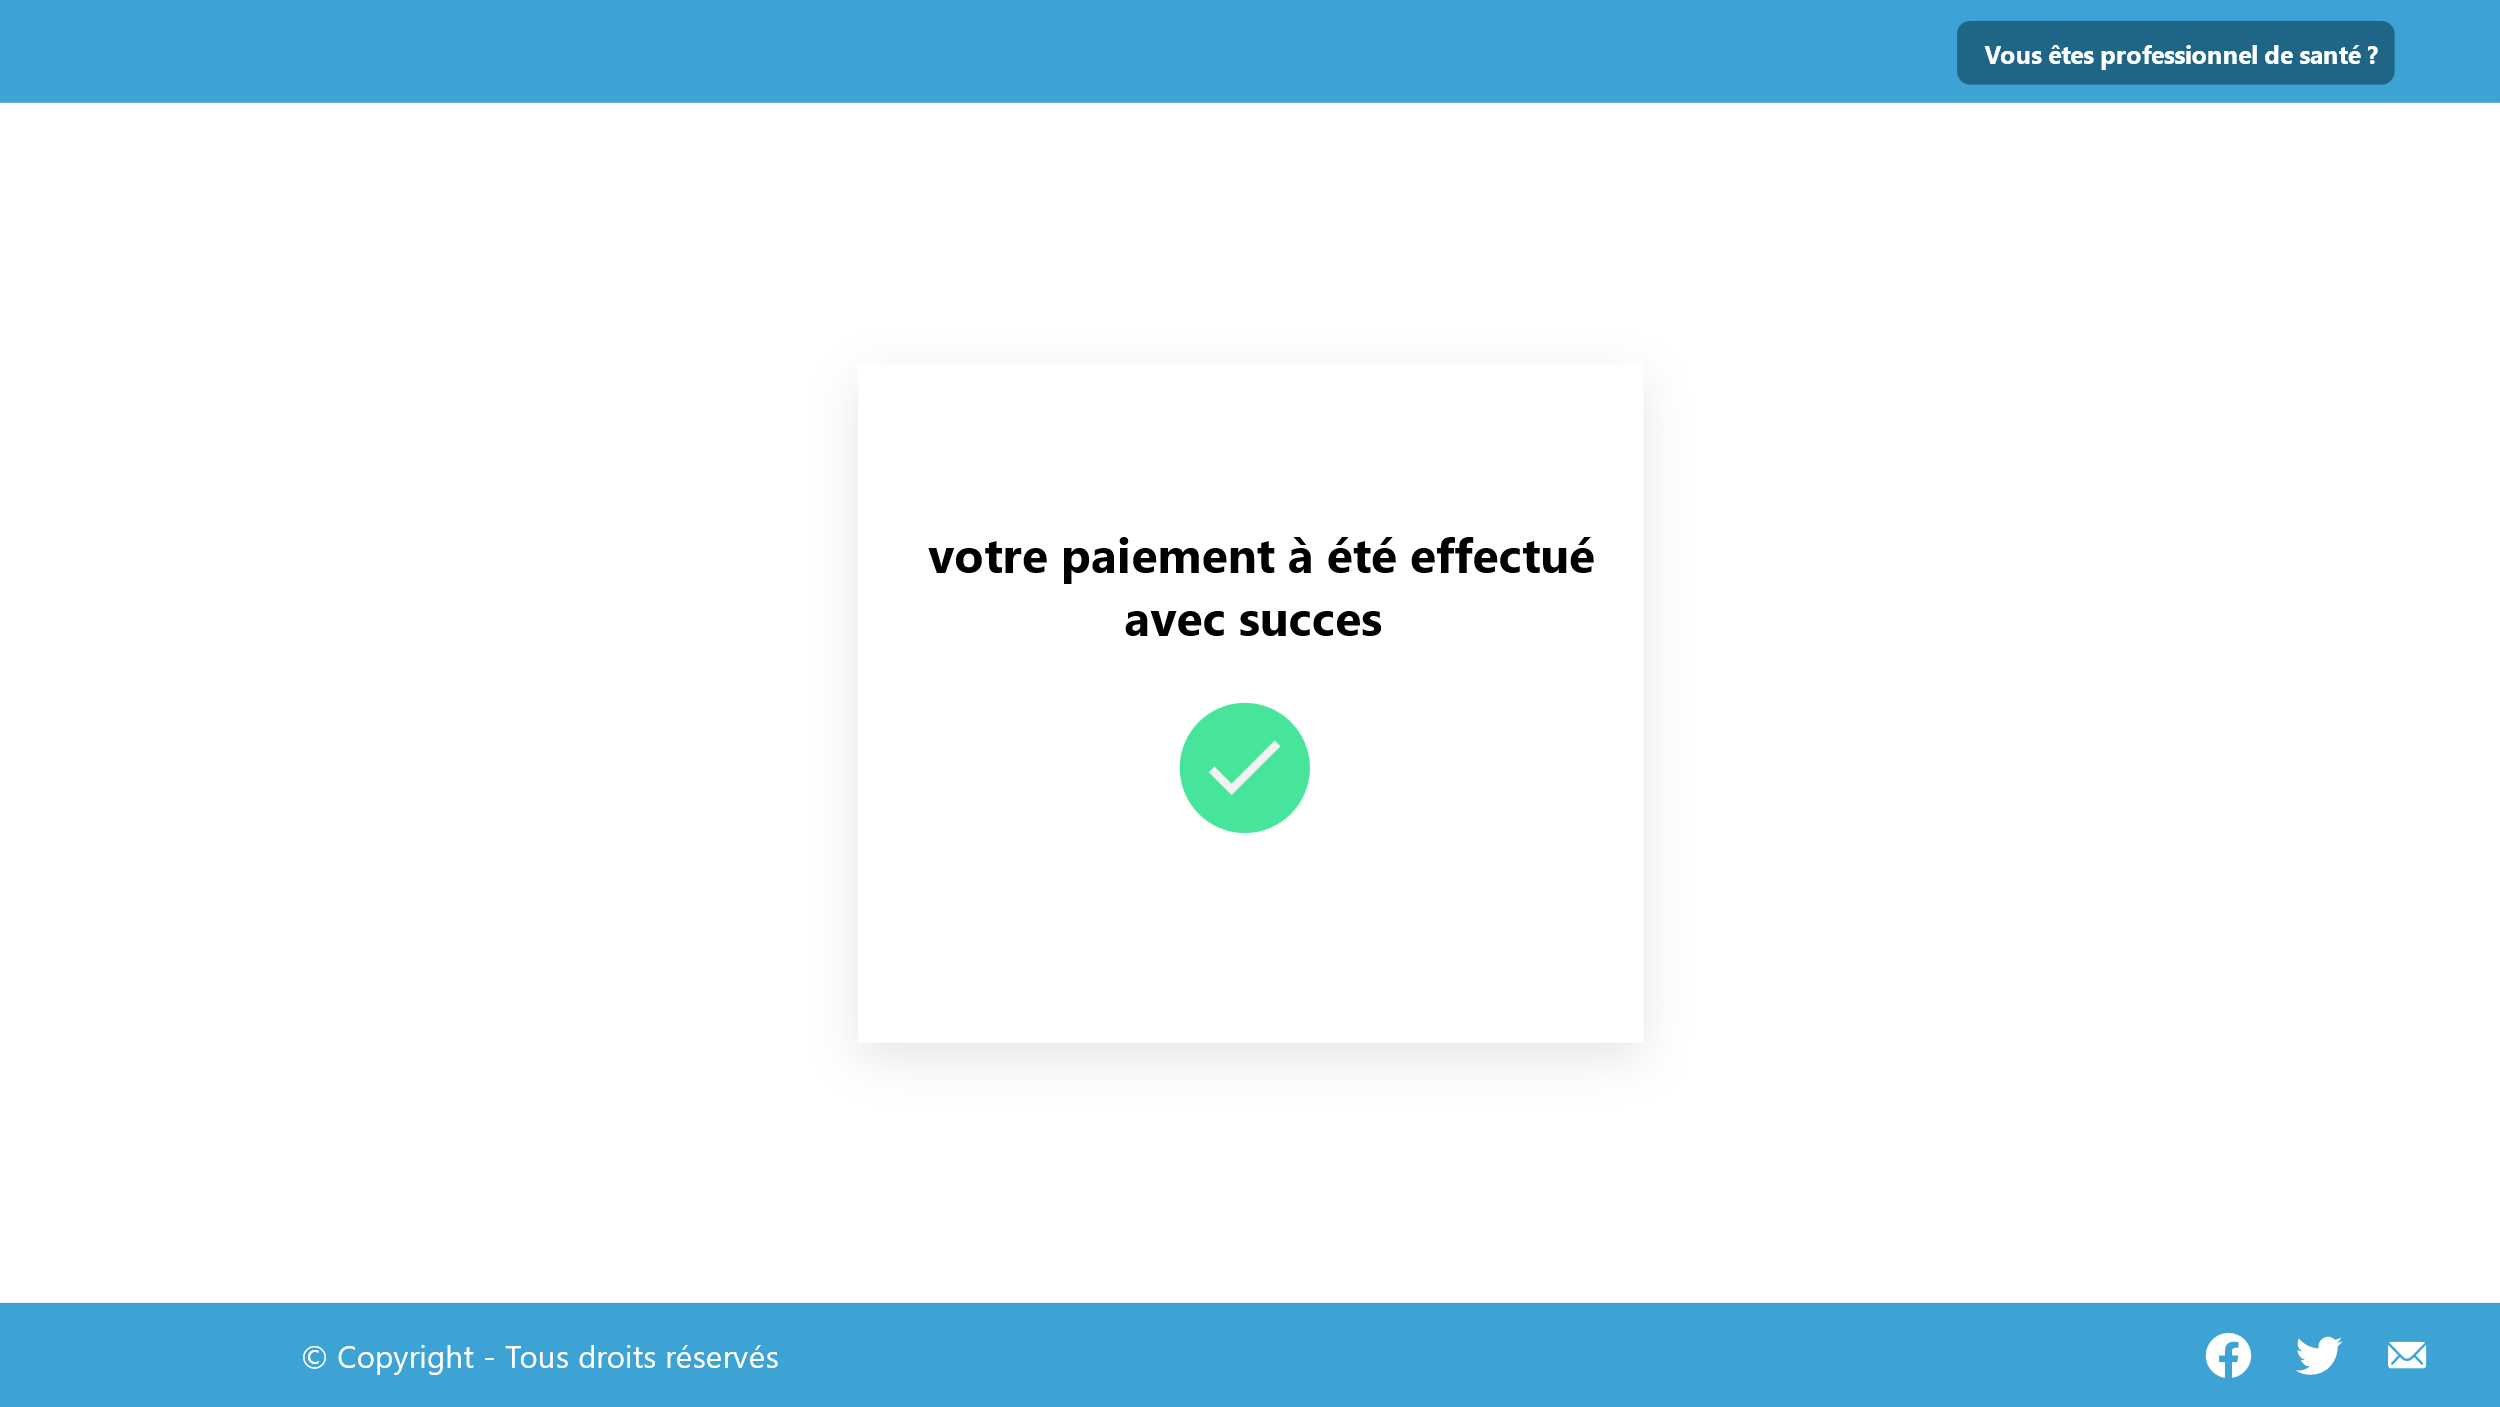 Vous êtes professionnel de santé ?
votre paiement à été effectué
avec succes
© Copyright - Tous droits réservés